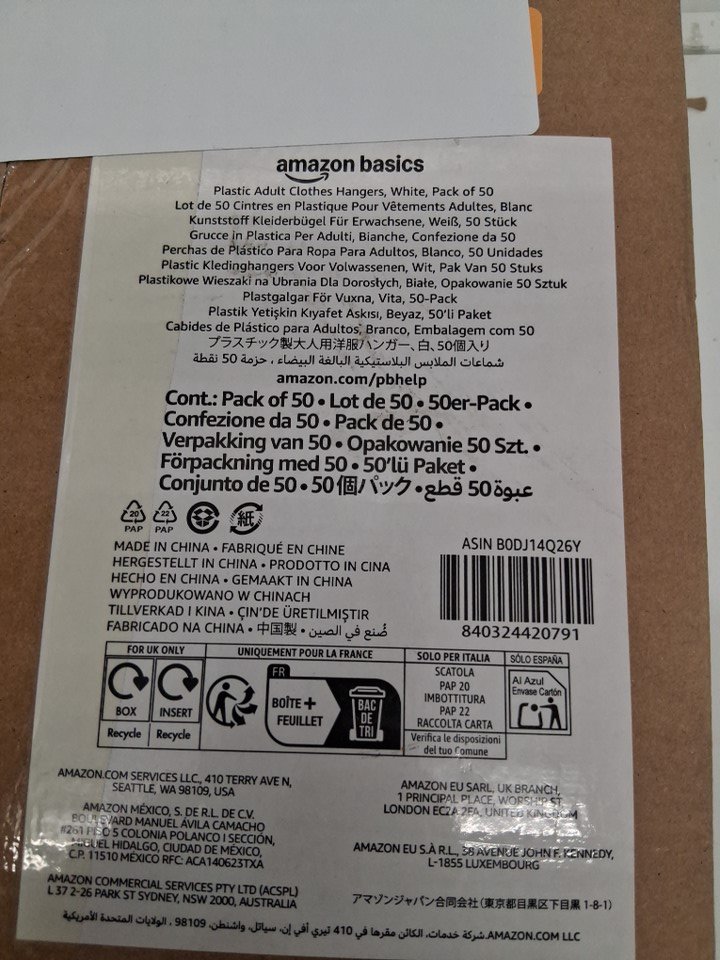 amazon basics
Plastic Adult Clothes Hangers, White, Pack of 50
Lot de 50 Cintres en Plastique Pour Vêtements Adultes, Blanc
Kunststoff Kleiderbügel Für Erwachsene, Weiß, 50 Stück
Grucce in Plastica Per Adulti, Bianche, Confezione da 50
Perchas de Plástico Para Ropa Para Adultos, Blanco, 50 Unidades
Plastic Kledinghangers Voor Volwassenen, Wit, Pak Van 50 Stuks
Plastikowe Wieszaki na Ubrania Dla Dorosłych, Białe, Opakowanie 50 Sztuk
Plastgalgar För Vuxna, Vita, 50-Pack
Plastik Yetişkin Kıyafet Askısı, Beyaz, 50'li Paket
Cabides de Plástico para Adultos, Branco, Embalagem com 50
プラスチック製大人用洋服ハンガー、白、50個入り
شماعات الملابس البلاستيكية البالغة البيضاء ، حزمة 50 نقطة
amazon.com/pbhelp
Cont.: Pack of 50 • Lot de 50 • 50er-Pack •
Confezione da 50 • Pack de 50 •
Verpakking van 50 • Opakowanie 50 Szt. •
Förpackning med 50 • 50'lü Paket •
Conjunto de 50 • 50個パック • عبوة 50 قطع
20 PAP
22 PAP
紙
MADE IN CHINA • FABRIQUÉ EN CHINE
HERGESTELLT IN CHINA • PRODOTTO IN CINA
HECHO EN CHINA • GEMAAKT IN CHINA
WYPRODUKOWANO W CHINACH
TILLVERKAD I KINA • ÇIN'DE ÜRETILMIŞTIR
FABRICADO NA CHINA • 中国製 • صُنع في الصين
ASIN B0DJ14Q26Y
840324420791
FOR UK ONLY
BOX
INSERT
Recycle
Recycle
UNIQUEMENT POUR LA FRANCE
FR
BOÎTE +
FEUILLET
BAC
DE
TRI
SOLO PER ITALIA
SCATOLA
PAP 20
IMBOTTITURA
PAP 22
RACCOLTA CARTA
Verifica le disposizioni
del tuo Comune
SÓLO ESPAÑA
Al Azul
Envase Cartón
AMAZON.COM SERVICES LLC., 410 TERRY AVE N,
SEATTLE, WA 98109, USA
AMAZON MÉXICO, S. DE R.L. DE C.V.
BOULEVARD MANUEL ÁVILA CAMACHO
#261 PISO 5 COLONIA POLANCO I SECCIÓN,
MIGUEL HIDALGO, CIUDAD DE MÉXICO,
C.P. 11510 MÉXICO RFC: ACA140623TXA
AMAZON COMMERCIAL SERVICES PTY LTD (ACSPL)
L 37 2-26 PARK ST SYDNEY, NSW 2000, AUSTRALIA
AMAZON EU SARL, UK BRANCH,
1 PRINCIPAL PLACE, WORSHIP ST,
LONDON EC2A 2FA, UNITED KINGDOM
AMAZON EU S.À R.L., 38 AVENUE JOHN F. KENNEDY,
L-1855 LUXEMBOURG
アマゾンジャパン合同会社（東京都目黒区下目黒 1-8-1）
AMAZON.COM LLC.شركة خدمات، الكائن مقرها في 410 تيري أفي إن، سياتل، واشنطن، 98109 ، الولايات المتحدة الأمريكية